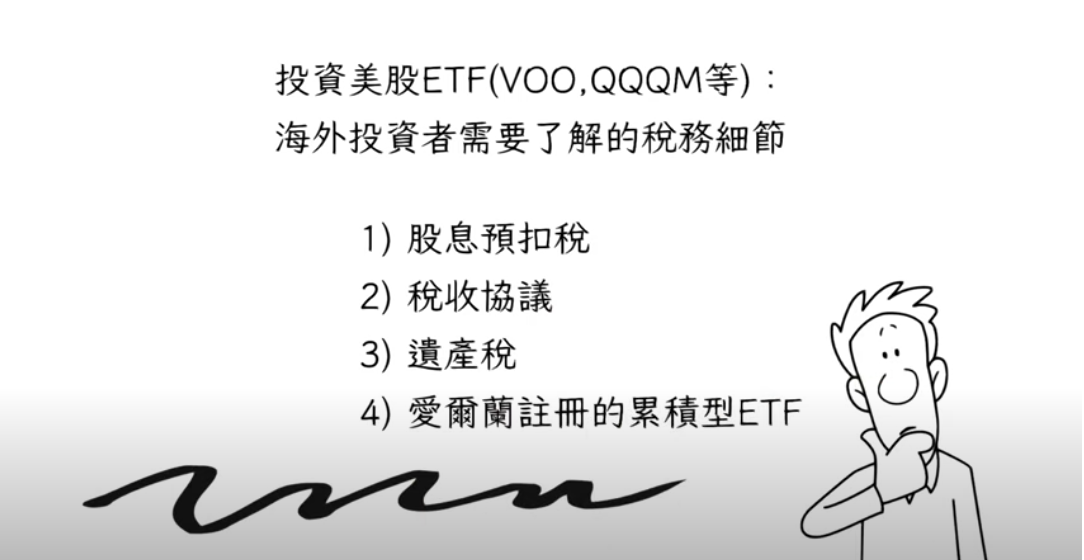 投資美股ETF(VOO,QQQM等)：
海外投資者需要了解的稅務細節
1) 股息預扣稅
2) 稅收協議
3) 遺產稅
4) 愛爾蘭註冊的累積型ETF